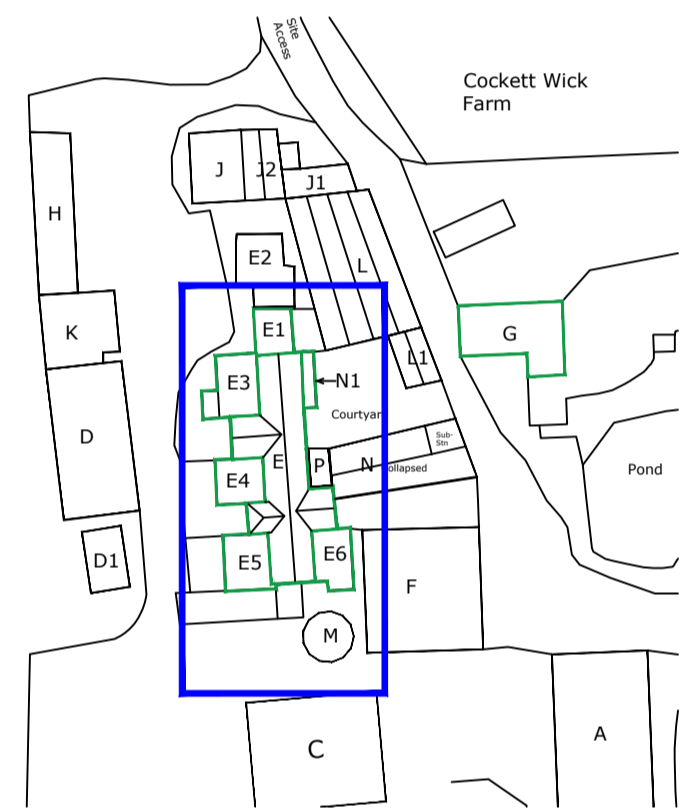 Site
Access
Cockett Wick
Farm
J
J2
J1
H
E2
L
E1
K
G
L1
E3
N1
Courtyar
D
E
P
N
ollapsed
Sub-
Stn
Pond
E4
D1
E5
E6
F
M
C
A